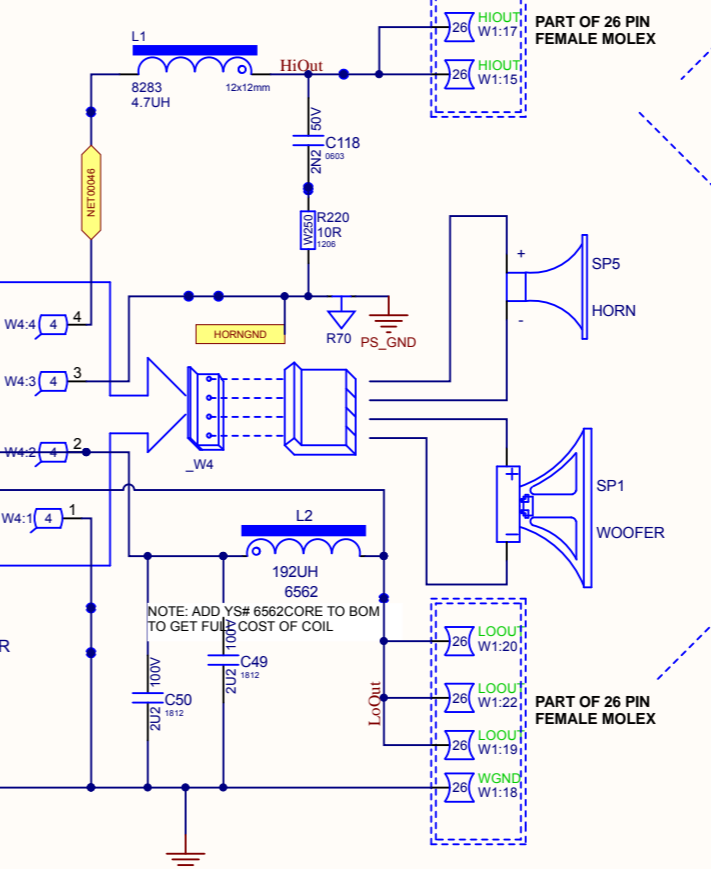 HIOUT
26
W1:17
PART OF 26 PIN
FEMALE MOLEX
L1
HiOut
HIOUT
26
W1:15
8283
4.7UH
12x12mm
50V
C118
0603
2N2
NET00046
R220
W250
10R
1206
SP5
+
HORN
-
W4:4
4
4
HORNGND
R70
PS_GND
W4:3
4
3
W4:2
4
2
_W4
SP1
+
WOOFER
W4:1
4
1
L2
192UH
6562
NOTE: ADD YS# 6562CORE TO BOM
TO GET FULL COST OF COIL
100V
C49
1812
2U2
100V
C50
1812
2U2
R
LoOut
LOOUT
26
W1:20
LOOUT
26
W1:22
PART OF 26 PIN
FEMALE MOLEX
LOOUT
26
W1:19
WGND
26
W1:18